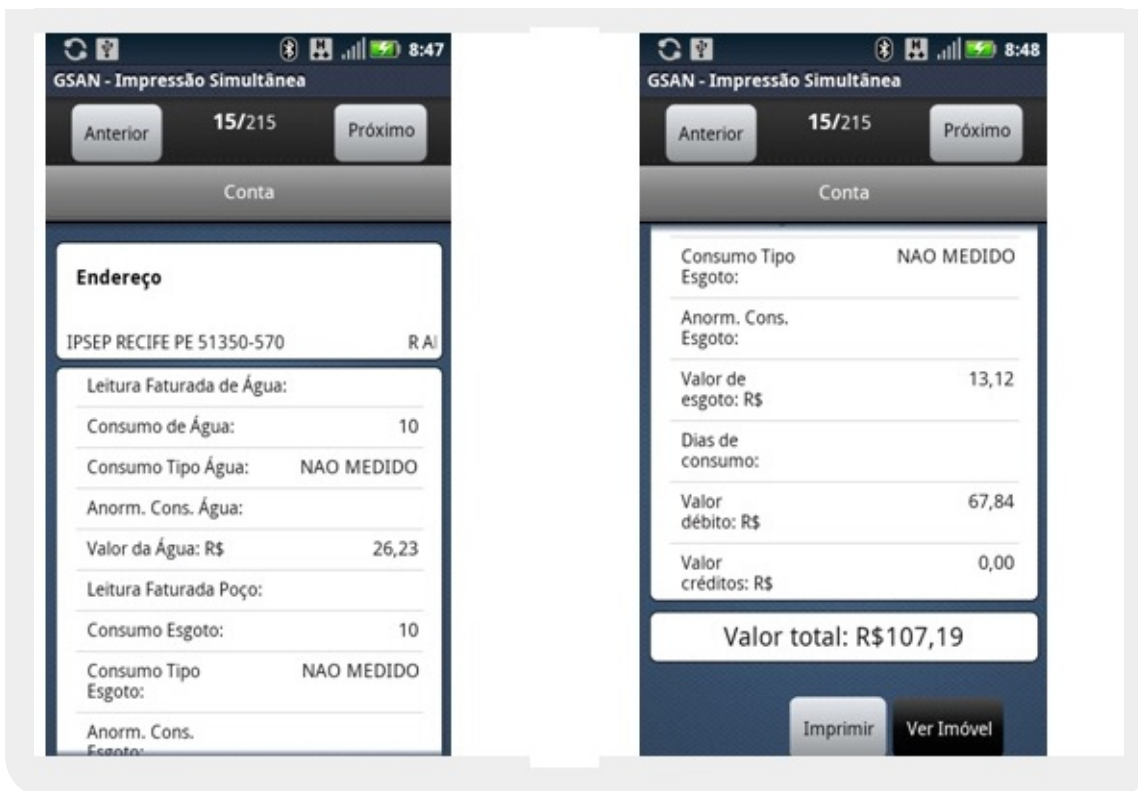 8:47
GSAN - Impressão Simultânea
Anterior
15/215
Próximo
Conta
Endereço
IPSEP RECIFE PE 51350-570 R A
Leitura Faturada de Água:
Consumo de Água: 10
Consumo Tipo Água: NAO MEDIDO
Anorm. Cons. Água:
Valor da Água: R$ 26,23
Leitura Faturada Poço:
Consumo Esgoto: 10
Consumo Tipo NAO MEDIDO
Esgoto:
Anorm. Cons.
Esgoto:
8:48
GSAN - Impressão Simultânea
Anterior
15/215
Próximo
Conta
Consumo Tipo NAO MEDIDO
Esgoto:
Anorm. Cons.
Esgoto:
Valor de 13,12
esgoto: R$
Dias de
consumo:
Valor 67,84
débito: R$
Valor 0,00
créditos: R$
Valor total: R$107,19
Imprimir
Ver Imóvel